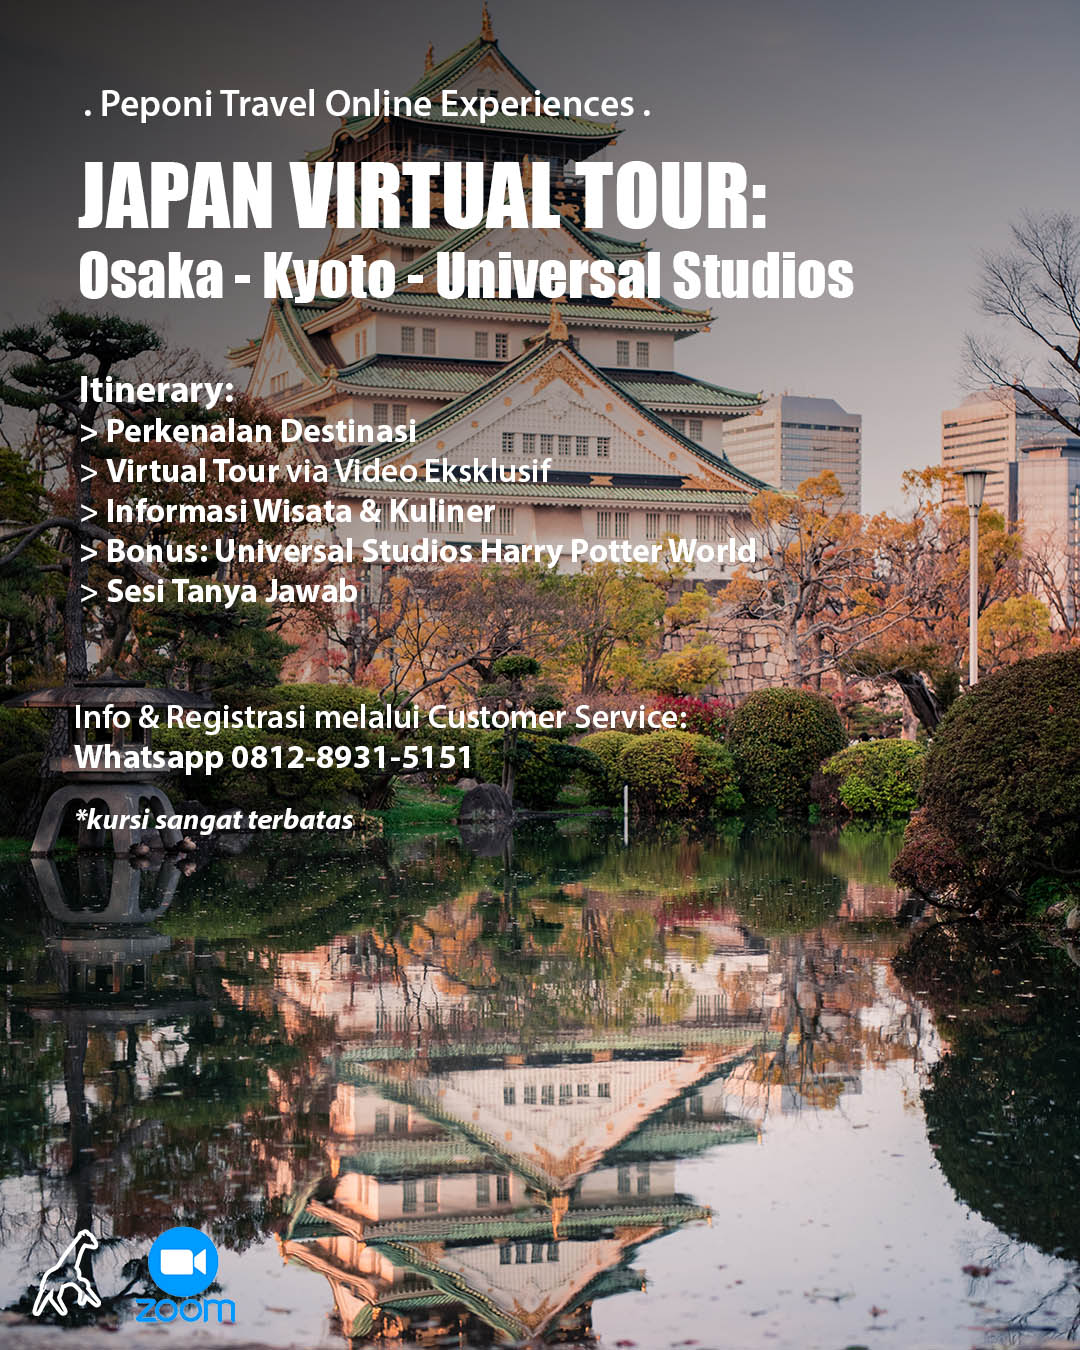 . Peponi Travel Online Experiences .
JAPAN VIRTUAL TOUR:
Osaka - Kyoto - Universal Studios
Itinerary:
> Perkenalan Destinasi
> Virtual Tour via Video Eksklusif
> Informasi Wisata & Kuliner
> Bonus: Universal Studios Harry Potter World
> Sesi Tanya Jawab
Info & Registrasi melalui Customer Service:
Whatsapp 0812-8931-5151
*kursi sangat terbatas
zoom